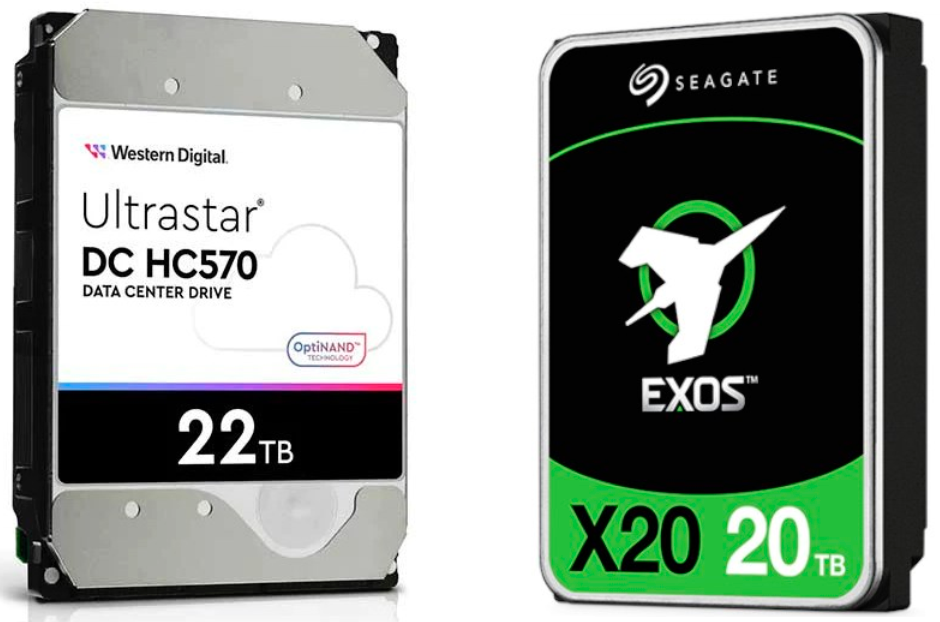 Western Digital.
Ultrastar®
DC HC570
DATA CENTER DRIVE
OptiNAND™
TECHNOLOGY
22TB
SEAGATE
EXOS™
X20 20TB